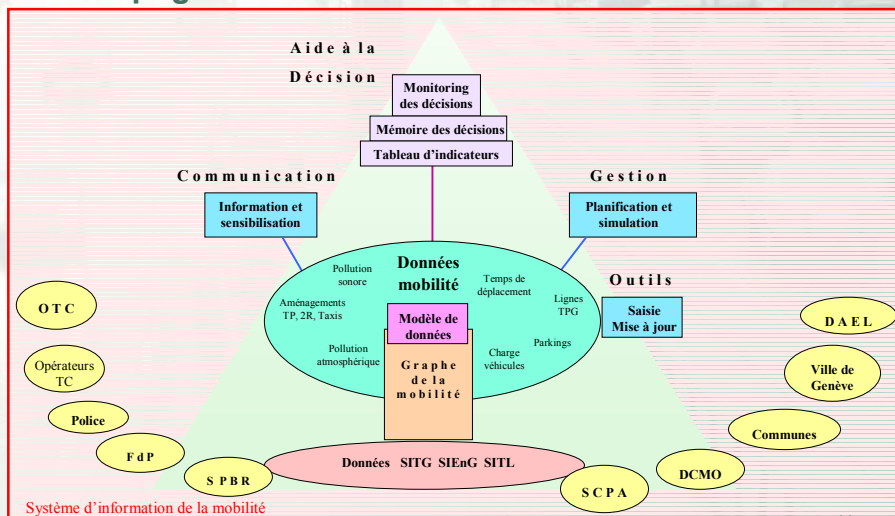 Aide à la
Décision
Monitoring
des décisions
Mémoire des décisions
Tableau d'indicateurs
Communication
Gestion
Information et
sensibilisation
Planification et
simulation
Données
mobilité
Pollution
sonore
Temps de
déplacement
Outils
Aménagements
TP, 2R, Taxis
Lignes
TPG
Saisie
Mise à jour
Modèle de
données
Pollution
atmosphérique
Charge
véhicules
Parkings
Graphe
de la
mobilité
OTC
Opérateurs
TC
Police
FdP
SPBR
DAEL
Ville de
Genève
Communes
DCMO
SCPA
Données SITG SIEnG SITL
Système d'information de la mobilité